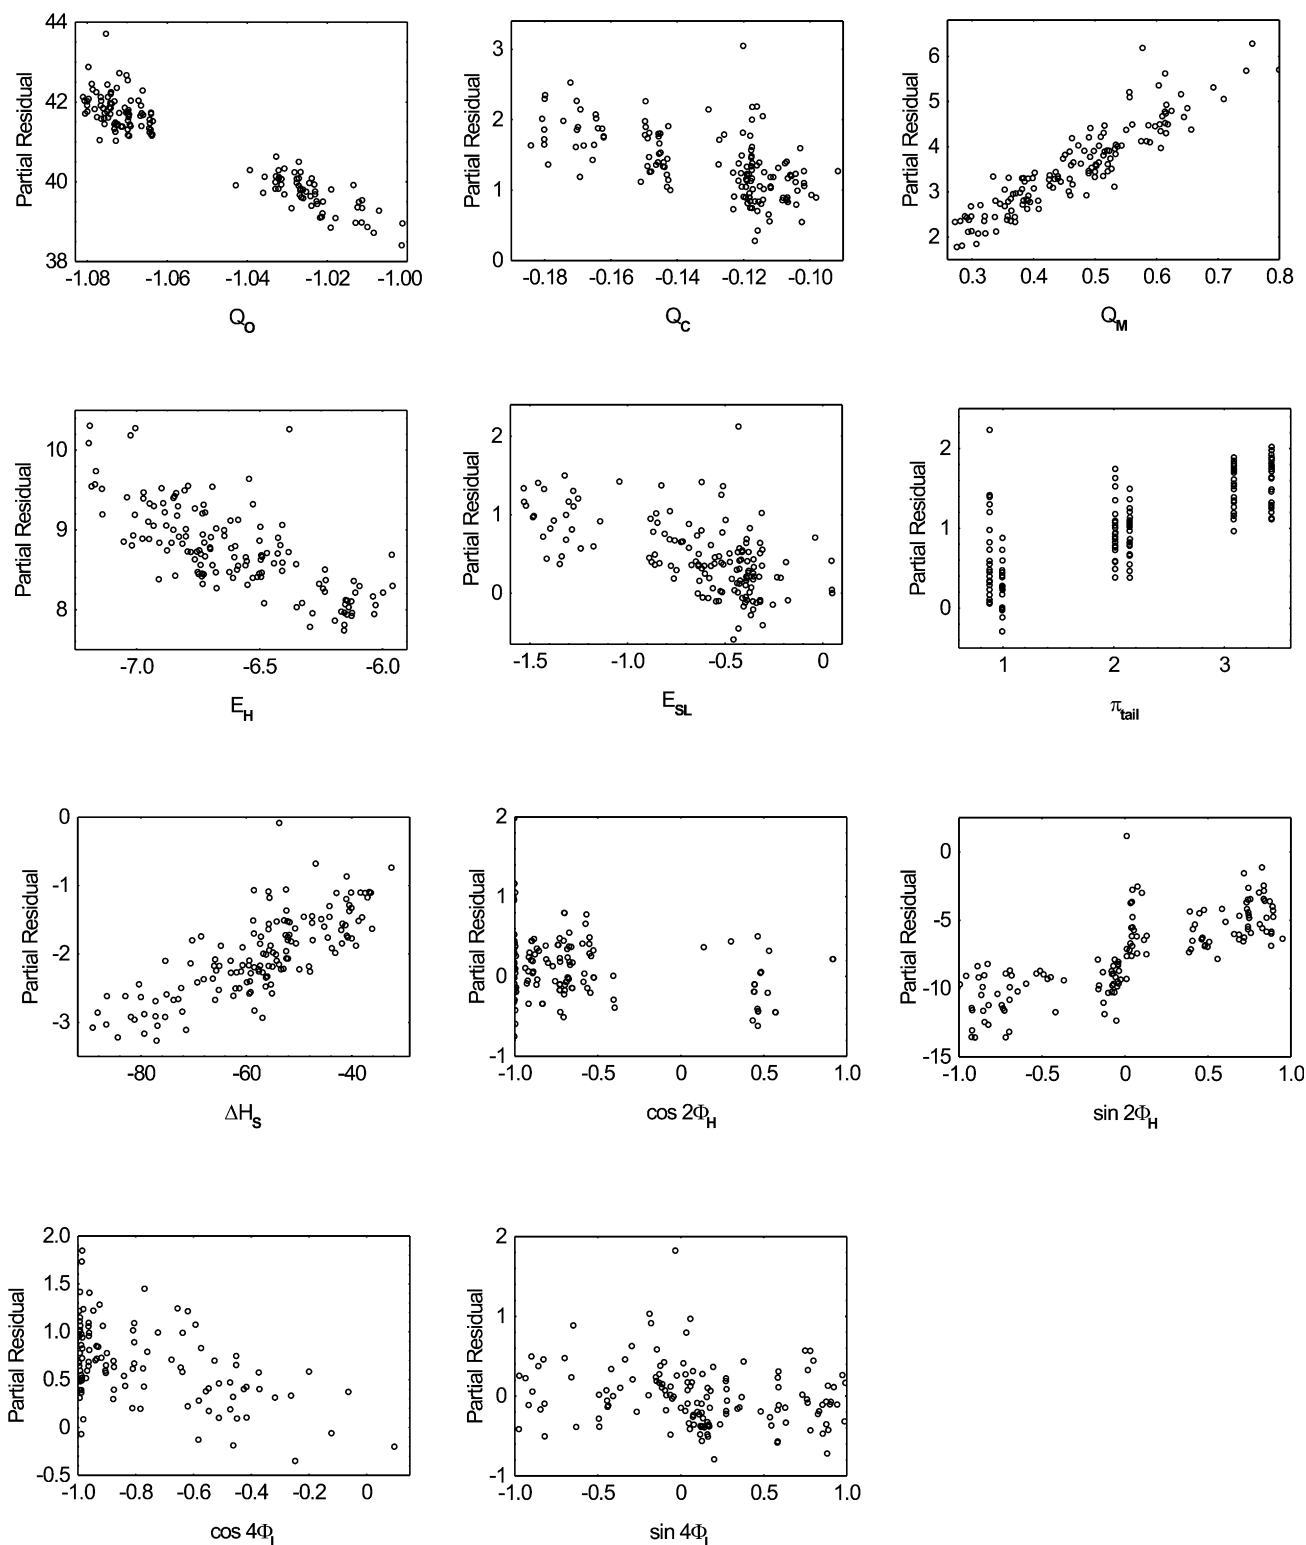 44
42
40
38
Partial Residual
-1.08 -1.06 -1.04 -1.02 -1.00
Q_O
3
2
1
0
Partial Residual
-0.18 -0.16 -0.14 -0.12 -0.10
Q_C
6
5
4
3
2
Partial Residual
0.3 0.4 0.5 0.6 0.7 0.8
Q_M
10
9
8
Partial Residual
-7.0 -6.5 -6.0
E_H
2
1
0
Partial Residual
-1.5 -1.0 -0.5 0
E_SL
2
1
0
Partial Residual
1 2 3
π_tail
0
-1
-2
-3
Partial Residual
-80 -60 -40
ΔH_S
2
1
0
-1
Partial Residual
-1.0 -0.5 0 0.5 1.0
cos 2Φ_H
0
-5
-10
-15
Partial Residual
-1.0 -0.5 0 0.5 1.0
sin 2Φ_H
2.0
1.5
1.0
0.5
0
-0.5
Partial Residual
-1.0 -0.8 -0.6 -0.4 -0.2 0
cos 4Φ_L
2
1
0
-1
Partial Residual
-1.0 -0.5 0 0.5 1.0
sin 4Φ_L